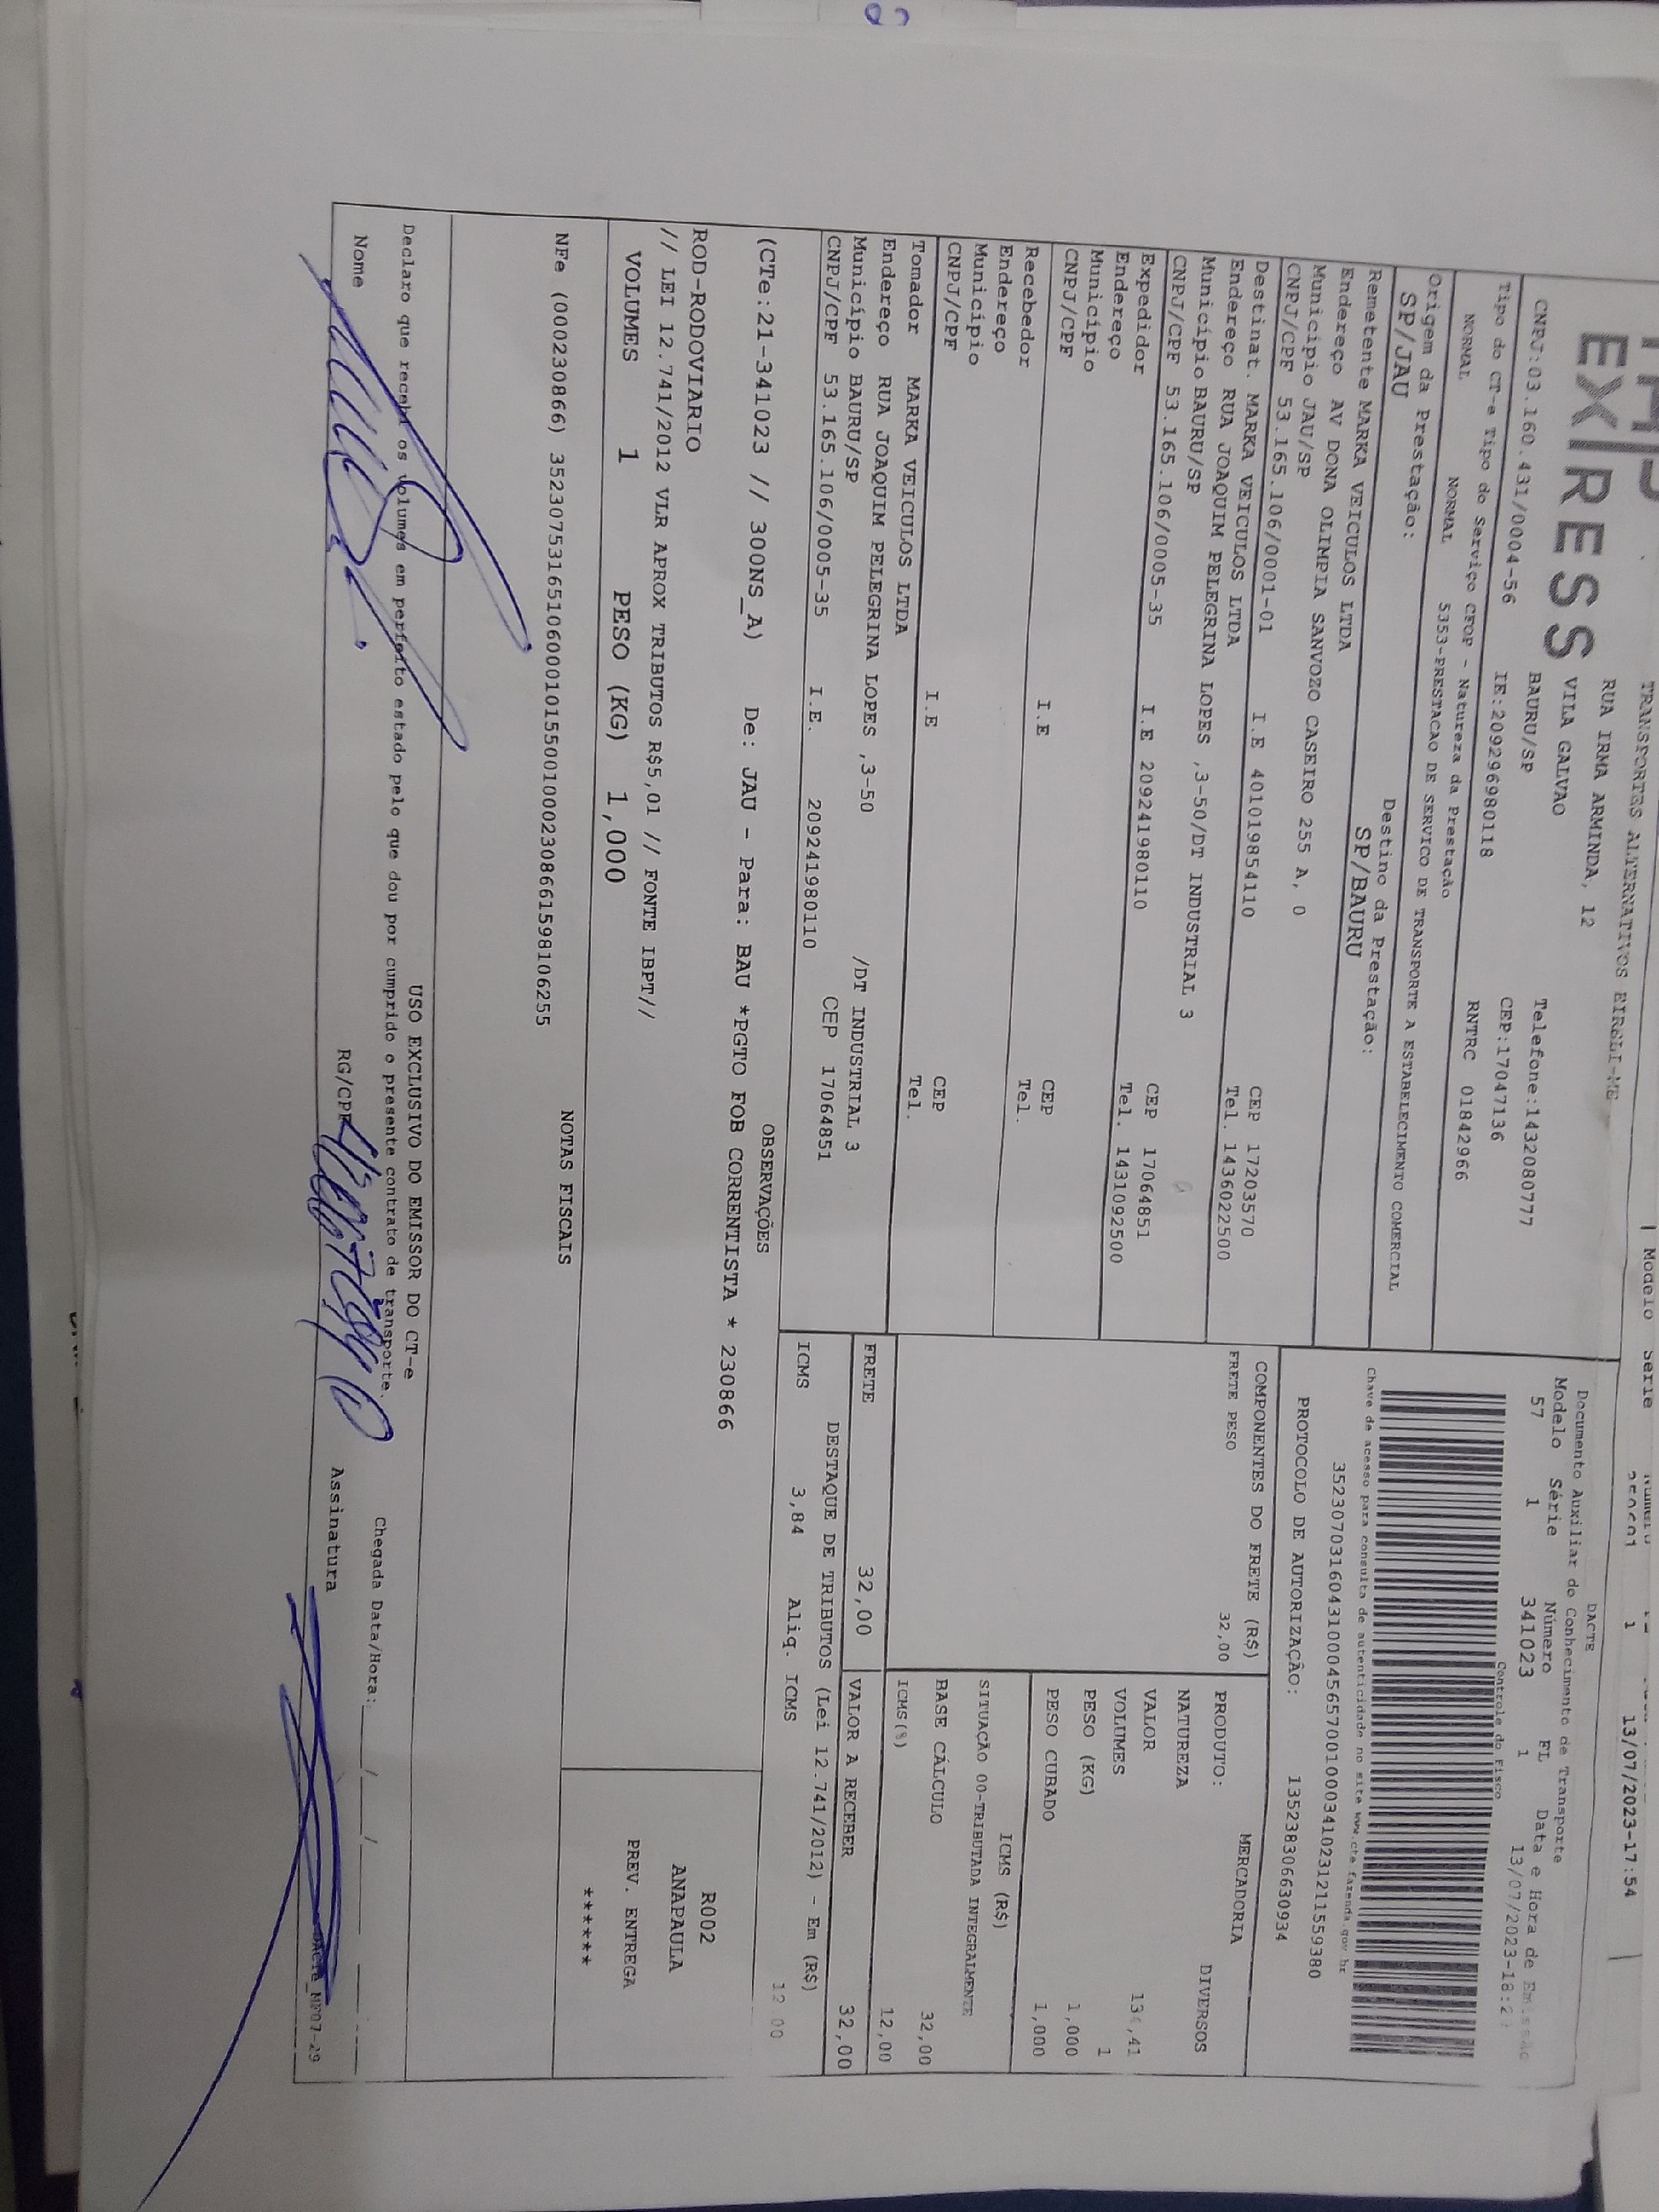 EXPRESS
TRANSPORTES ALTERNATIVOS EIRELI-ME
RUA IRMA ARMINDA, 12
VILA GALVAO
BAURU/SP
Telefone:1432080777
CNPJ:03.160.431/0004-56 IE:209296980118 CEP:17047136
RNTRC 01842966
Tipo do CT-e Tipo do Serviço CFOP - Natureza da Prestação
NORMAL NORMAL 5353-PRESTACAO DE SERVICO DE TRANSPORTE A ESTABELECIMENTO COMERCIAL
Origem da Prestação: Destino da Prestação:
SP/JAU SP/BAURU
Remetente MARKA VEICULOS LTDA
Endereço AV DONA OLIMPIA SANVOZO CASEIRO 255 A, 0
Município JAU/SP CEP 17203570
CNPJ/CPF 53.165.106/0001-01 I.E 401019854110 Tel. 1436022500
Destinat. MARKA VEICULOS LTDA
Endereço RUA JOAQUIM PELEGRINA LOPES ,3-50/DT INDUSTRIAL 3
Município BAURU/SP CEP 17064851
CNPJ/CPF 53.165.106/0005-35 I.E 209241980110 Tel. 1431092500
Expedidor
Endereço
Município CEP
CNPJ/CPF I.E Tel.
Recebedor
Endereço
Município CEP
CNPJ/CPF I.E Tel.
Tomador MARKA VEICULOS LTDA
Endereço RUA JOAQUIM PELEGRINA LOPES ,3-50 /DT INDUSTRIAL 3
Município BAURU/SP CEP 17064851
CNPJ/CPF 53.165.106/0005-35 I.E. 209241980110
Modelo Serie
1 13/07/2023-17:54
DACTE
Documento Auxiliar do Conhecimento de Transporte
Modelo Série Número FL Data e Hora de Emissão
57 1 341023 1
Controle do Fisco
Chave de acesso para consulta de autenticidade no site www.cte.fazenda.gov.br
35230703160431000456570010003410231211559380
PROTOCOLO DE AUTORIZAÇÃO: 135238306630934
COMPONENTES DO FRETE (R$)
FRETE PESO 32,00
MERCADORIA
PRODUTO: DIVERSOS
NATUREZA
VALOR
VOLUMES 1
PESO (KG) 1,000
PESO CUBADO 1,000
ICMS (R$)
SITUAÇÃO 00-TRIBUTADA INTEGRALMENTE
BASE CÁLCULO 32,00
ICMS(%) 12,00
FRETE 32,00 VALOR A RECEBER 32,00
DESTAQUE DE TRIBUTOS (Lei 12.741/2012) - Em (R$)
ICMS 3,84 Aliq. ICMS 12,00
OBSERVAÇÕES
(CTe:21-341023 // 300NS_A) De: JAU - Para: BAU *PGTO FOB CORRENTISTA * 230866
ROD-RODOVIARIO
// LEI 12.741/2012 VLR APROX TRIBUTOS R$5,01 // FONTE IBPT//
VOLUMES 1 PESO (KG) 1,000
R002
ANAPAULA
PREV. ENTREGA
*******
NOTAS FISCAIS
NFe (000230866) 35230753165106000101550010002308661598106255
USO EXCLUSIVO DO EMISSOR DO CT-e
Declaro que recebi os volumes em perfeito estado pelo que dou por cumprido o presente contrato de transporte.
Chegada Data/Hora:___/___/___ ___:___
Nome RG/CPF Assinatura